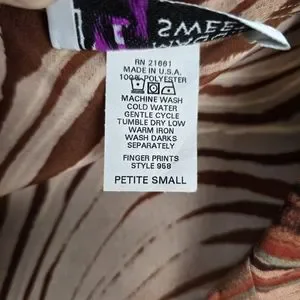 RN 21661
MADE IN U.S.A.
100% POLYESTER
MACHINE WASH
COLD WATER
GENTLE CYCLE
TUMBLE DRY LOW
WARM IRON
WASH DARKS
SEPARATELY
FINGER PRINTS
STYLE 958
PETITE SMALL